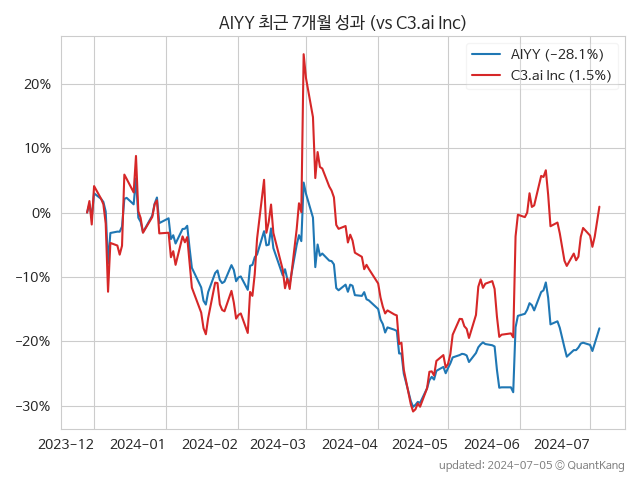 AIYY 최근 7개월 성과 (vs C3.ai Inc)
AIYY (−28.1%)
C3.ai Inc (1.5%)
20%
10%
0%
−10%
−20%
−30%
2023-12 2024-01 2024-02 2024-03 2024-04 2024-05 2024-06 2024-07
updated: 2024-07-05 © QuantKang